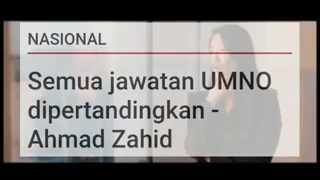 NASIONAL
Semua jawatan UMNO
dipertandingkan -
Ahmad Zahid